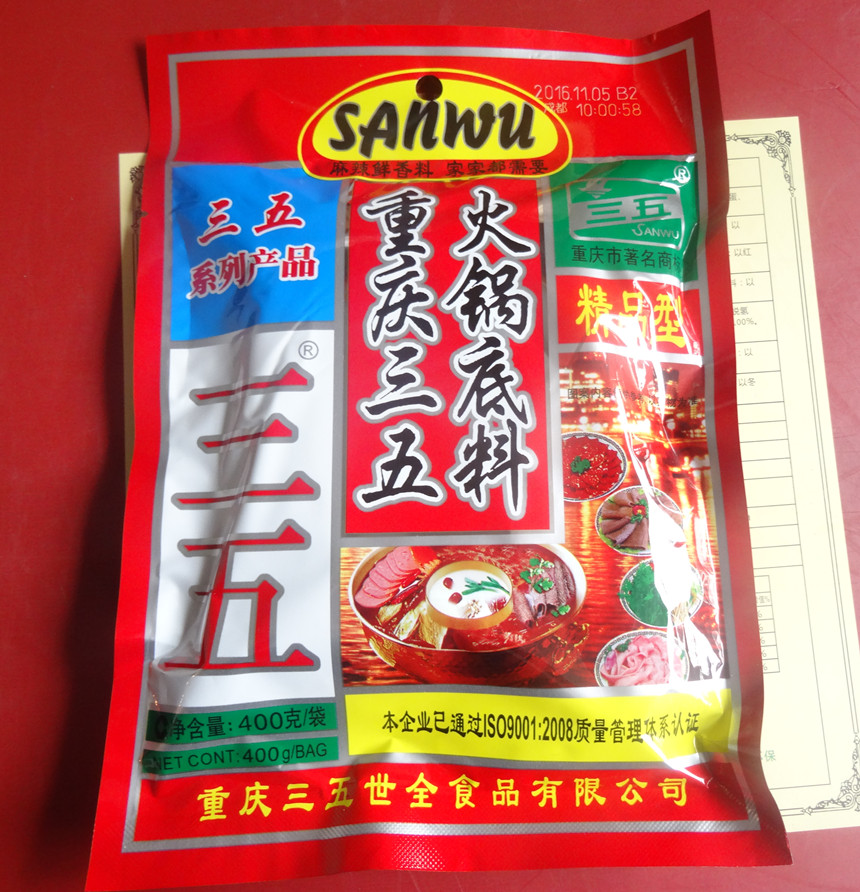 SANWU
2016.11.05 B2
10:00:58
麻辣鲜香料 家家都需要
三五
系列产品
重庆三五
火锅底料
®
三五
SANWU
重庆市著名商标
精品型
®
三五
净含量:400克/袋
NET CONT:400g/BAG
本企业已通过ISO9001:2008质量管理体系认证
重庆三五世全食品有限公司